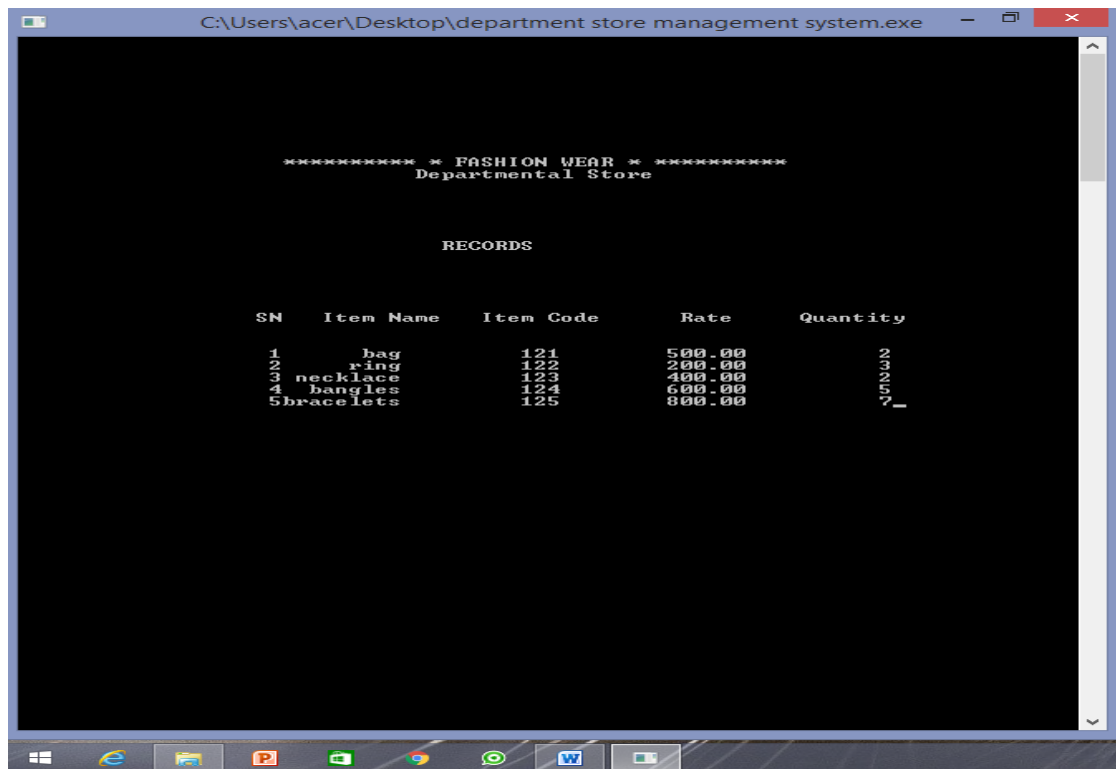 C:\Users\acer\Desktop\department store management system.exe
********** * FASHION WEAR * **********
Departmental Store
RECORDS
SN Item Name Item Code Rate Quantity
1 bag 121 500.00 2
2 ring 122 200.00 3
3 necklace 123 400.00 2
4 bangles 124 600.00 5
5bracelets 125 800.00 7_